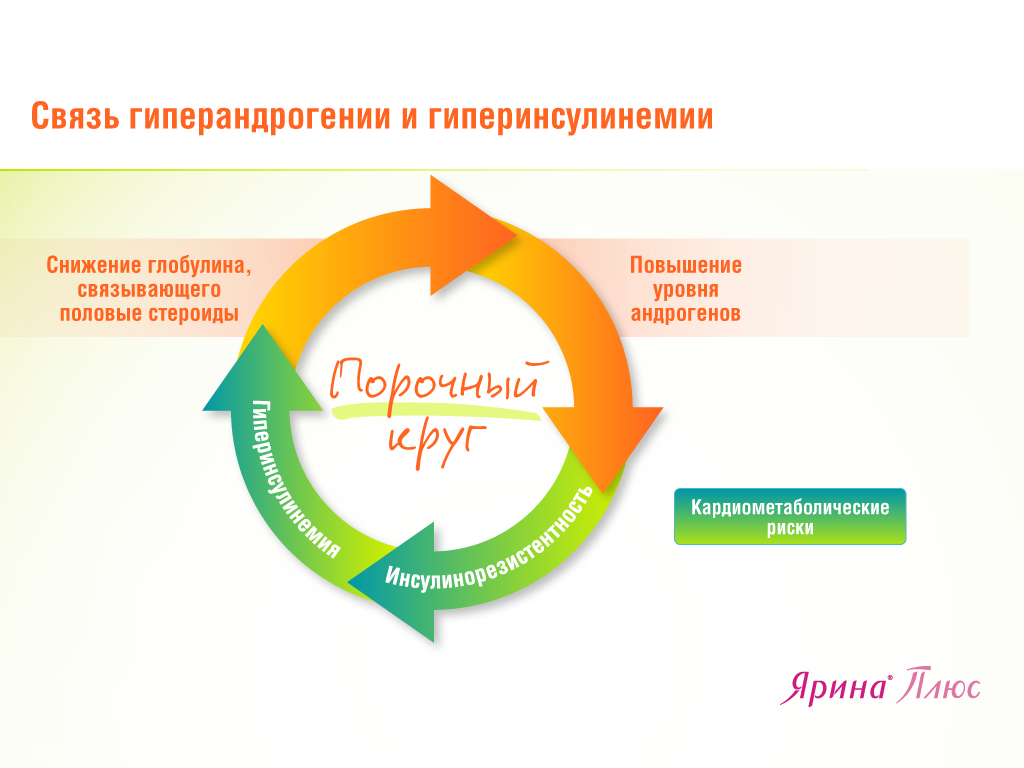 Связь гиперандрогении и гиперинсулинемии
Снижение глобулина,
связывающего
половые стероиды
Повышение
уровня
андрогенов
Порочный
круг
Гиперинсулинемия
Инсулинорезистентность
Кардиометаболические
риски
Ярина® Плюс